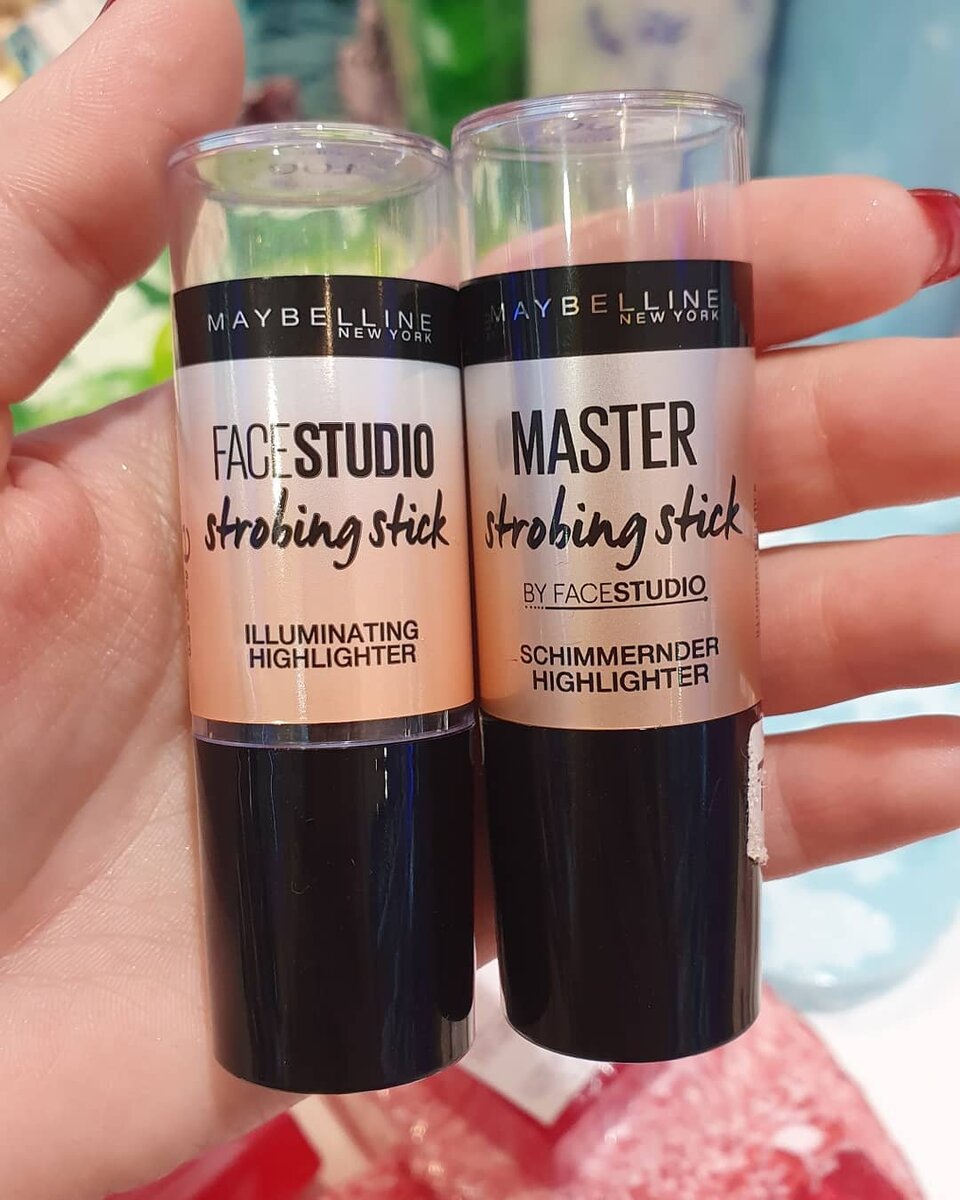 MAYBELLINE
NEW YORK
FACESTUDIO
strobing stick
ILLUMINATING
HIGHLIGHTER
MAYBELLINE
NEW YORK
MASTER
strobing stick
BY FACESTUDIO
SCHIMMERNDER
HIGHLIGHTER